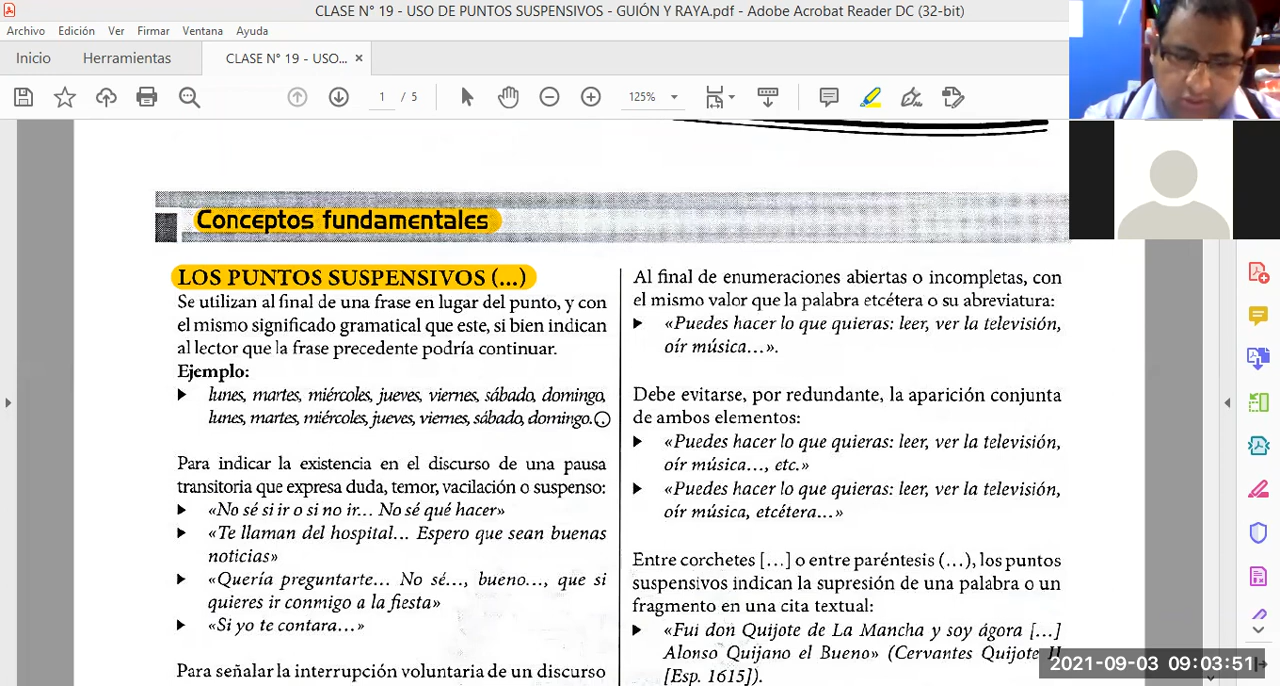 CLASE N° 19 - USO DE PUNTOS SUSPENSIVOS - GUIÓN Y RAYA.pdf - Adobe Acrobat Reader DC (32-bit)
Archivo Edición Ver Firmar Ventana Ayuda
Inicio Herramientas CLASE N° 19 - USO... ×
1 / 5 125%
Conceptos fundamentales
LOS PUNTOS SUSPENSIVOS (...)
Se utilizan al final de una frase en lugar del punto, y con
el mismo significado gramatical que este, si bien indican
al lector que la frase precedente podría continuar.
Ejemplo:
lunes, martes, miércoles, jueves, viernes, sábado, domingo,
lunes, martes, miércoles, jueves, viernes, sábado, domingo...
Para indicar la existencia en el discurso de una pausa
transitoria que expresa duda, temor, vacilación o suspenso:
«No sé si ir o si no ir... No sé qué hacer»
«Te llaman del hospital... Espero que sean buenas
noticias»
«Quería preguntarte... No sé..., bueno..., que si
quieres ir conmigo a la fiesta»
«Si yo te contara...»
Para señalar la interrupción voluntaria de un discurso
Al final de enumeraciones abiertas o incompletas, con
el mismo valor que la palabra etcétera o su abreviatura:
«Puedes hacer lo que quieras: leer, ver la televisión,
oír música...».
Debe evitarse, por redundante, la aparición conjunta
de ambos elementos:
«Puedes hacer lo que quieras: leer, ver la televisión,
oír música..., etc.»
«Puedes hacer lo que quieras: leer, ver la televisión,
oír música, etcétera...»
Entre corchetes [...] o entre paréntesis (...), los puntos
suspensivos indican la supresión de una palabra o un
fragmento en una cita textual:
«Fui don Quijote de La Mancha y soy ágora [...]
Alonso Quijano el Bueno» (Cervantes Quijote II
[Esp. 1615]).
2021-09-03 09:03:51